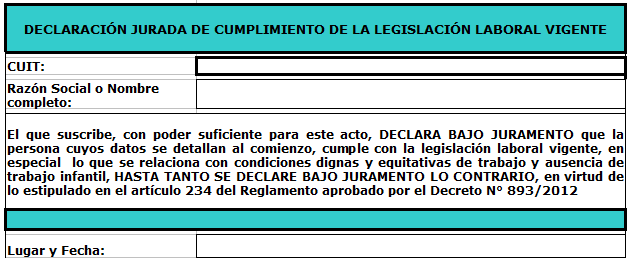 DECLARACIÓN JURADA DE CUMPLIMIENTO DE LA LEGISLACIÓN LABORAL VIGENTE
CUIT:
Razón Social o Nombre
completo:
El que suscribe, con poder suficiente para este acto, DECLARA BAJO JURAMENTO que la
persona cuyos datos se detallan al comienzo, cumple con la legislación laboral vigente, en
especial lo que se relaciona con condiciones dignas y equitativas de trabajo y ausencia de
trabajo infantil, HASTA TANTO SE DECLARE BAJO JURAMENTO LO CONTRARIO, en virtud de
lo estipulado en el artículo 234 del Reglamento aprobado por el Decreto N° 893/2012
Lugar y Fecha: